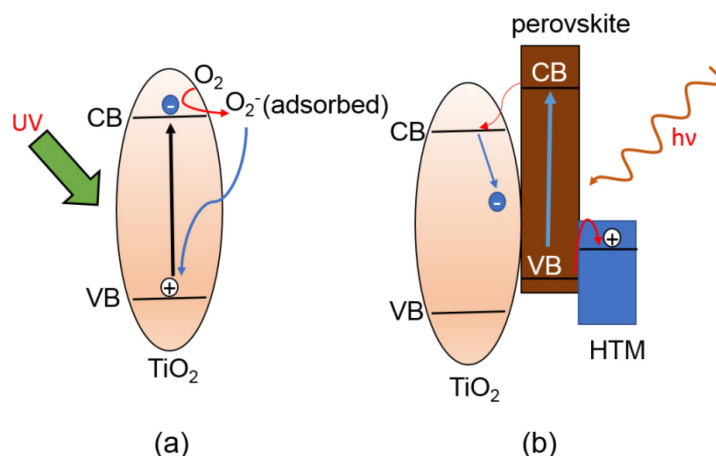 O₂
O₂⁻(adsorbed)
UV
CB
-
+
VB
TiO₂
(a)
perovskite
CB
CB
hν
-
+
VB
VB
HTM
TiO₂
(b)